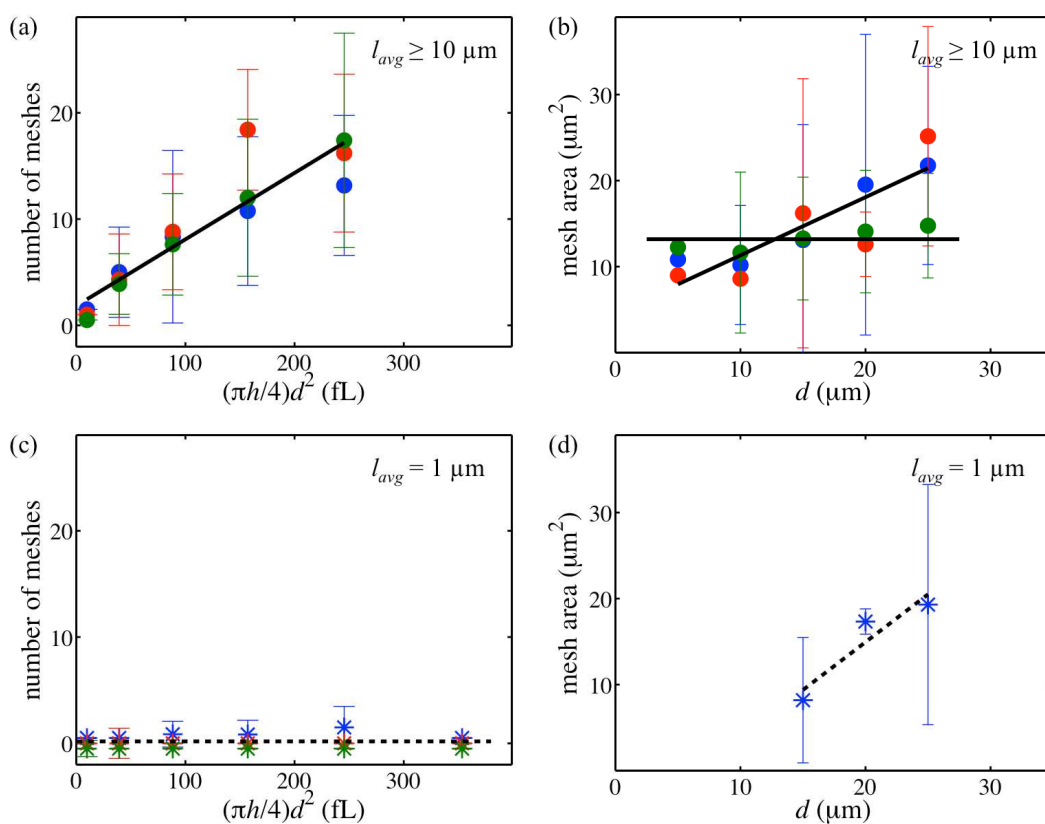 (a)
l_avg ≥ 10 µm
number of meshes
20
10
0
0 100 200 300
(πh/4)d² (fL)
(b)
l_avg ≥ 10 µm
mesh area (µm²)
30
20
10
10 20 30
d (µm)
(c)
l_avg = 1 µm
number of meshes
20
10
0
0 100 200 300
(πh/4)d² (fL)
(d)
l_avg = 1 µm
mesh area (µm²)
30
20
10
0 10 20 30
d (µm)